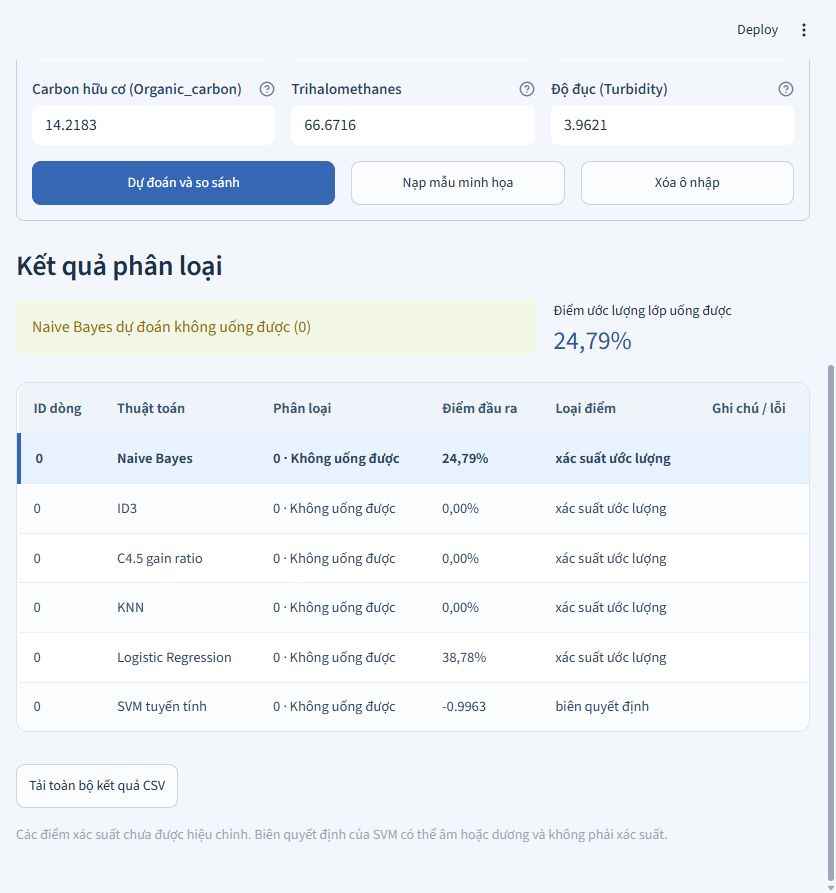 Deploy
Carbon hữu cơ (Organic_carbon) Trihalomethanes Độ đục (Turbidity)
14.2183 66.6716 3.9621
Dự đoán và so sánh Nạp mẫu minh họa Xóa ô nhập
Kết quả phân loại
Naive Bayes dự đoán không uống được (0)
Điểm ước lượng lớp uống được
24,79%
ID dòng Thuật toán Phân loại Điểm đầu ra Loại điểm Ghi chú / lỗi
0 Naive Bayes 0 · Không uống được 24,79% xác suất ước lượng
0 ID3 0 · Không uống được 0,00% xác suất ước lượng
0 C4.5 gain ratio 0 · Không uống được 0,00% xác suất ước lượng
0 KNN 0 · Không uống được 0,00% xác suất ước lượng
0 Logistic Regression 0 · Không uống được 38,78% xác suất ước lượng
0 SVM tuyến tính 0 · Không uống được -0.9963 biên quyết định
Tải toàn bộ kết quả CSV
Các điểm xác suất chưa được hiệu chỉnh. Biên quyết định của SVM có thể âm hoặc dương và không phải xác suất.